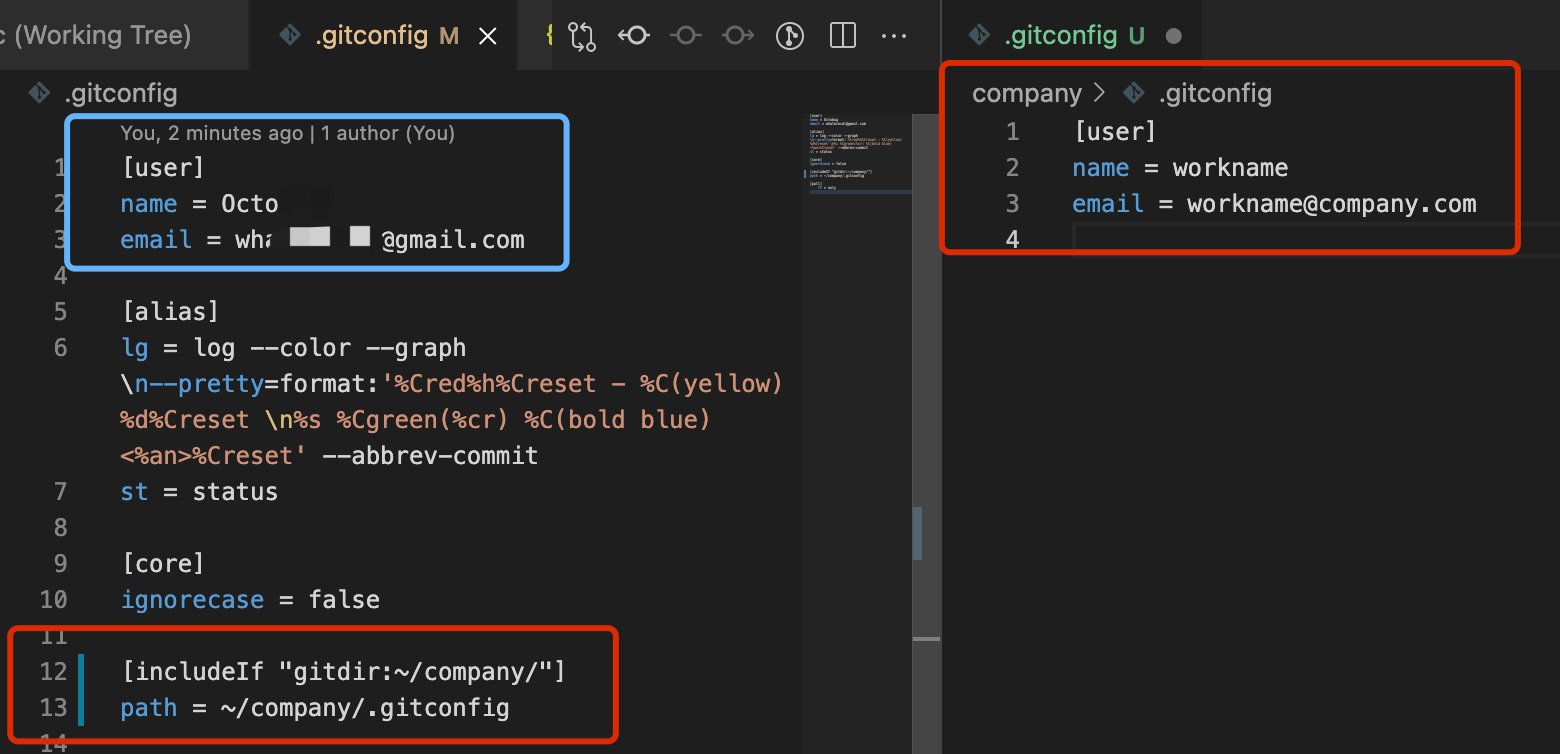 c (Working Tree)
.gitconfig M
.gitconfig U
.gitconfig
You, 2 minutes ago | 1 author (You)
1 [user]
2 name = Octo
3 email = wha @gmail.com
4
5 [alias]
6 lg = log --color --graph
\n--pretty=format:'%Cred%h%Creset - %C(yellow)
%d%Creset \n%s %Cgreen(%cr) %C(bold blue)
<%an>%Creset' --abbrev-commit
7 st = status
8
9 [core]
10 ignorecase = false
11
12 [includeIf "gitdir:~/company/"]
13 path = ~/company/.gitconfig
14
company > .gitconfig
1 [user]
2 name = workname
3 email = workname@company.com
4